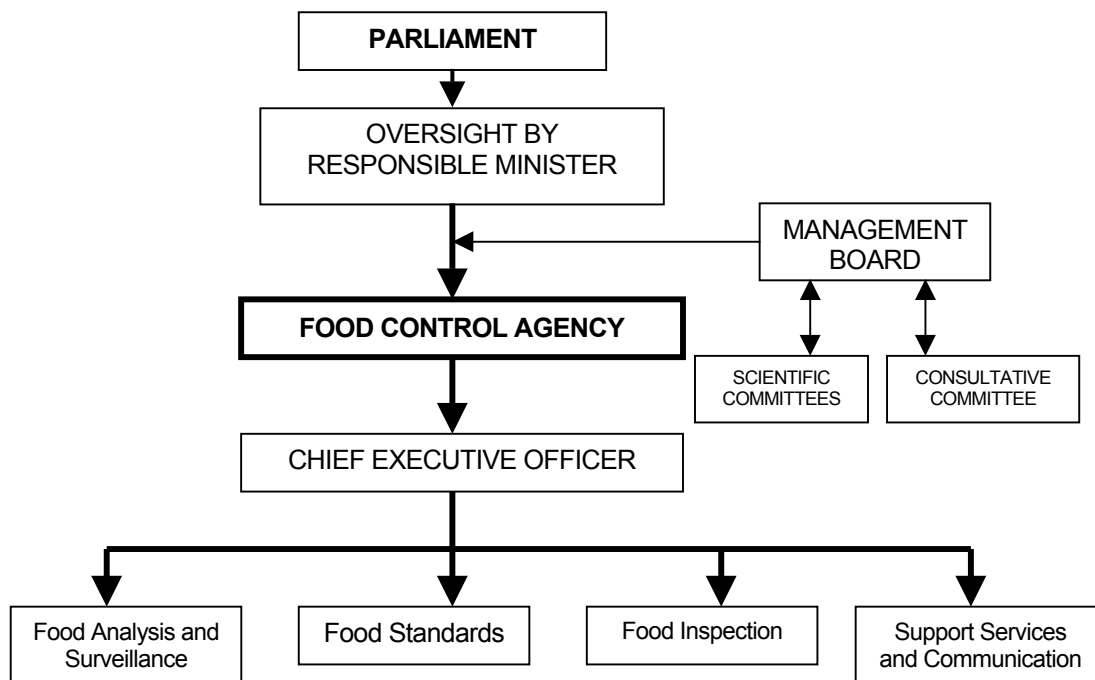 PARLIAMENT
OVERSIGHT BY
RESPONSIBLE MINISTER
MANAGEMENT
BOARD
FOOD CONTROL AGENCY
SCIENTIFIC
COMMITTEES
CONSULTATIVE
COMMITTEE
CHIEF EXECUTIVE OFFICER
Food Analysis and
Surveillance
Food Standards
Food Inspection
Support Services
and Communication